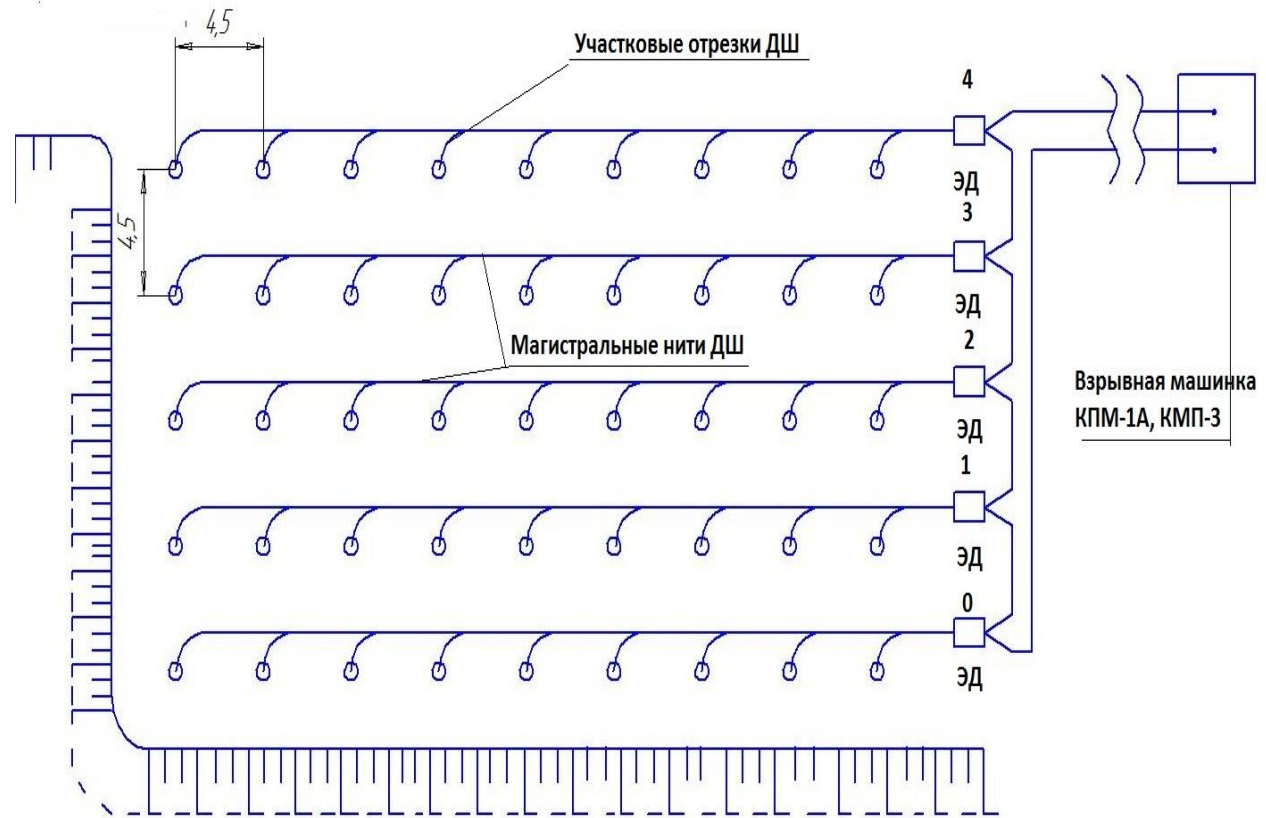 4,5
Участковые отрезки ДШ
4
ЭД
3
4,5
ЭД
2
Магистральные нити ДШ
Взрывная машинка
КПМ-1А, КМП-3
ЭД
1
ЭД
0
ЭД